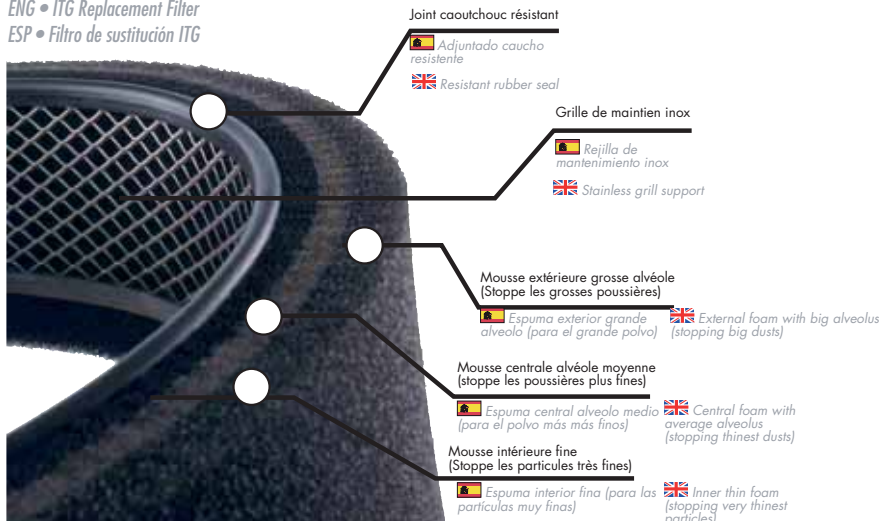 ENG • ITG Replacement Filter
ESP • Filtro de sustitución ITG
Joint caoutchouc résistant
Adjuntado caucho
resistente
Resistant rubber seal
Grille de maintien inox
Rejilla de
mantenimiento inox
Stainless grill support
Mousse extérieure grosse alvéole
(Stoppe les grosses poussières)
Espuma exterior grande
alveolo (para el grande polvo)
External foam with big alveolus
(stopping big dusts)
Mousse centrale alvéole moyenne
(stoppe les poussières plus fines)
Espuma central alveolo medio
(para el polvo más más finos)
Central foam with
average alveolus
(stopping thinest dusts)
Mousse intérieure fine
(Stoppe les particules très fines)
Espuma interior fina (para las
partículas muy finas)
Inner thin foam
(stopping very thinest
particles)